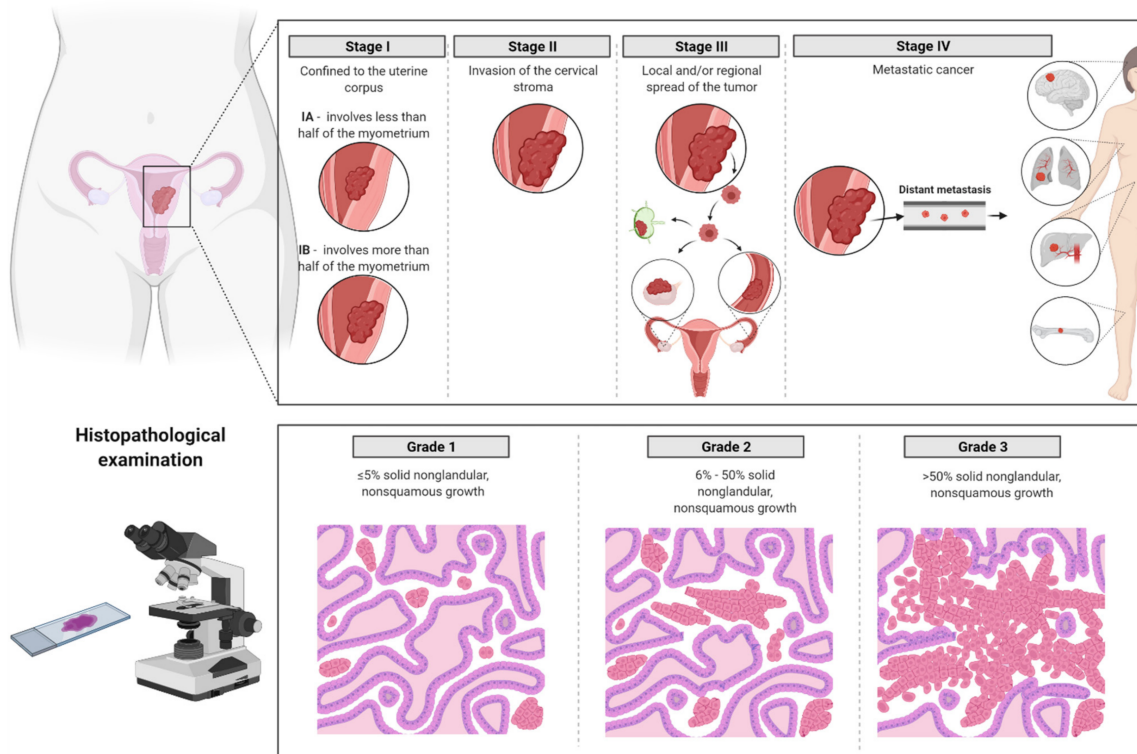 Stage I
Confined to the uterine
corpus
IA - involves less than
half of the myometrium
IB - involves more than
half of the myometrium
Stage II
Invasion of the cervical
stroma
Stage III
Local and/or regional
spread of the tumor
Stage IV
Metastatic cancer
Distant metastasis
Histopathological
examination
Grade 1
≤5% solid nonglandular,
nonsquamous growth
Grade 2
6% - 50% solid
nonglandular,
nonsquamous growth
Grade 3
>50% solid nonglandular,
nonsquamous growth